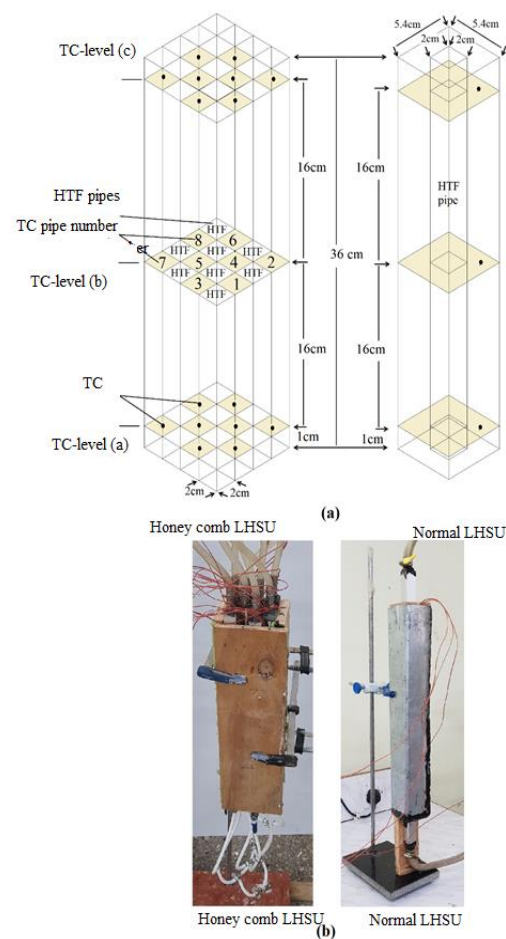 5.4cm 5.4cm
2cm 2cm
TC-level (c)
16cm 16cm
HTF pipes
HTF
pipe
TC pipe number
er
HTF
8 6
HTF HTF
7 5 4 2
HTF HTF HTF
3 1
HTF
36 cm
TC-level (b)
16cm 16cm
TC
TC-level (a)
1cm 1cm
2cm 2cm
(a)
Honey comb LHSU Normal LHSU
Honey comb LHSU Normal LHSU
(b)